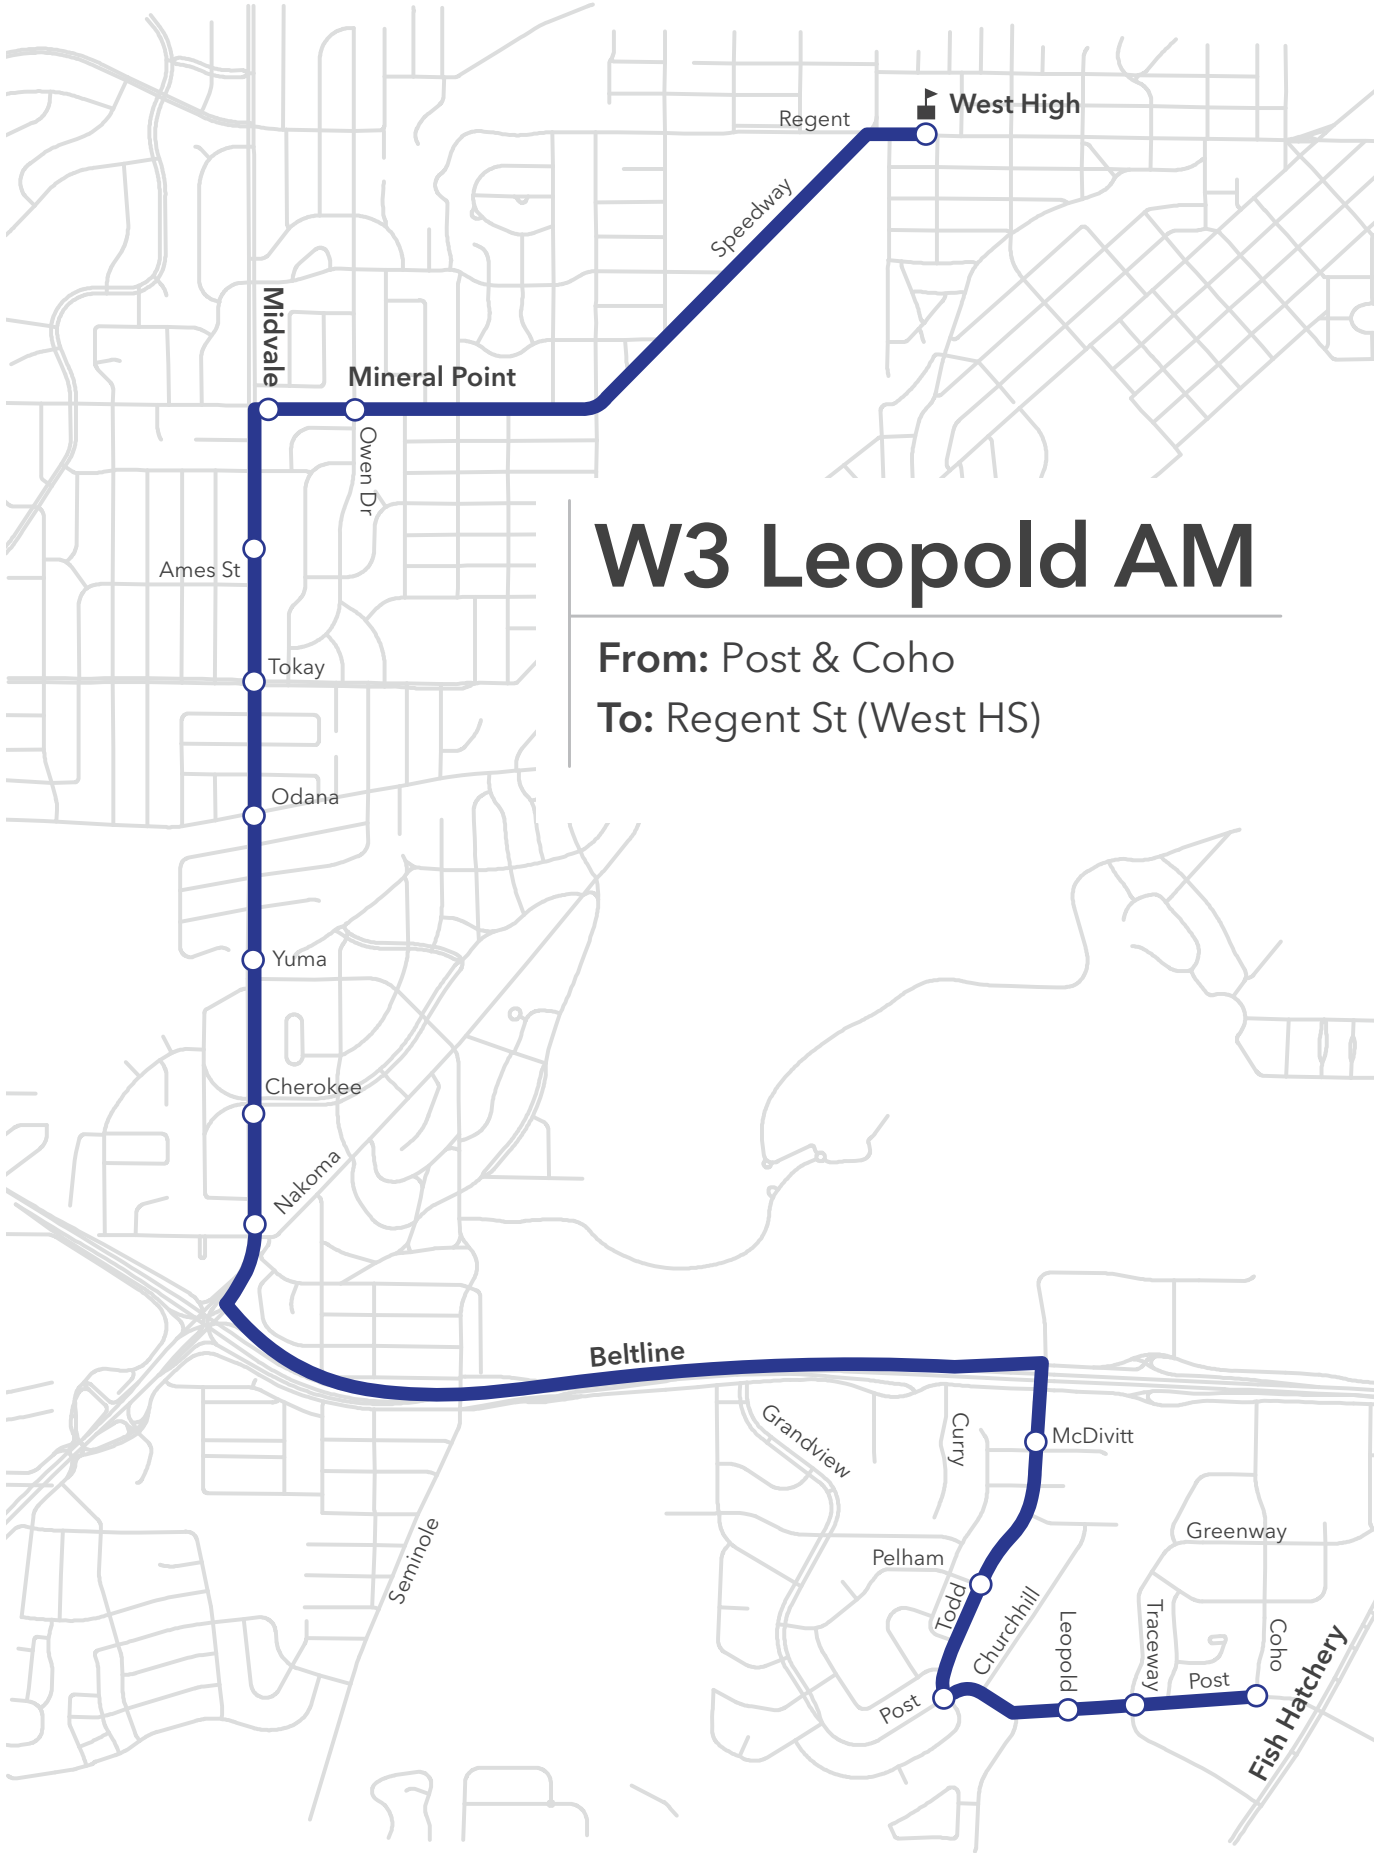 West High
Regent
Speedway
Midvale
Mineral Point
Owen Dr
W3 Leopold AM
From: Post & Coho
To: Regent St (West HS)
Ames St
Tokay
Odana
Yuma
Cherokee
Nakoma
Beltline
Grandview
Curry
McDivitt
Seminole
Greenway
Pelham
Todd
Churchhill
Leopold
Traceway
Coho
Post
Post
Fish Hatchery